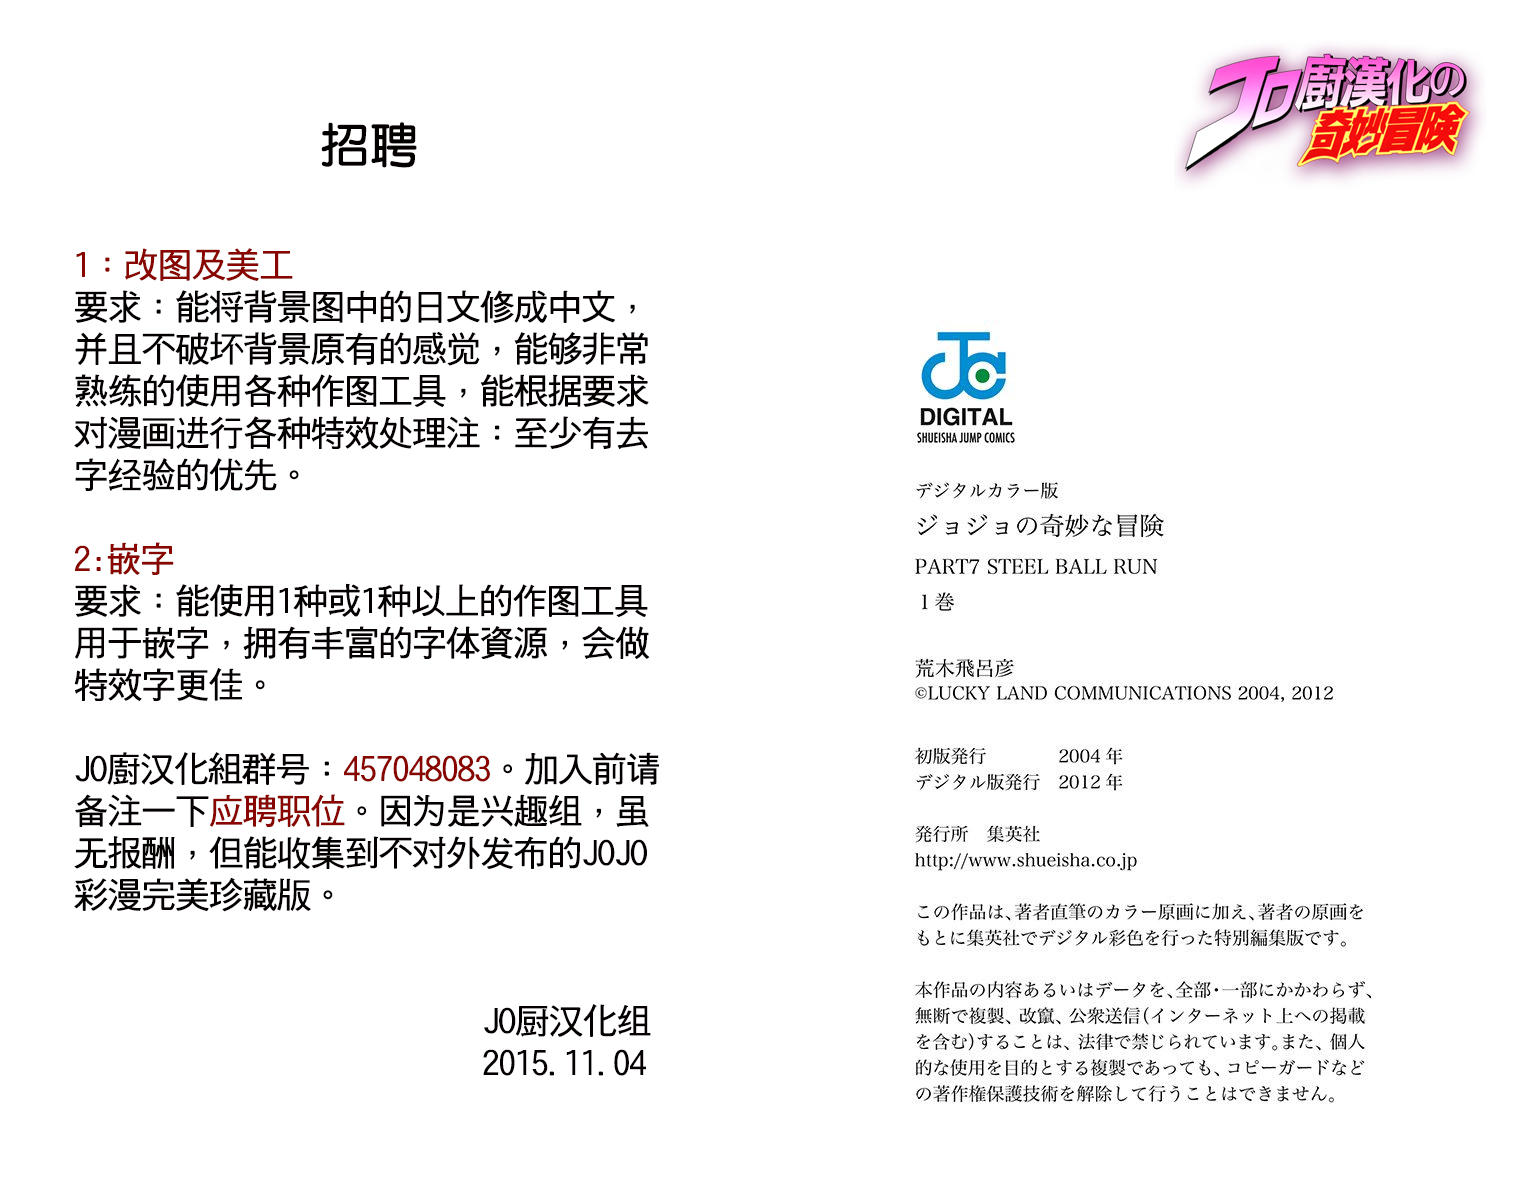 招聘
1：改图及美工
要求：能将背景图中的日文修成中文，
并且不破坏背景原有的感觉，能够非常
熟练的使用各种作图工具，能根据要求
对漫画进行各种特效处理注：至少有去
字经验的优先。
2:嵌字
要求：能使用1种或1种以上的作图工具
用于嵌字，拥有丰富的字体資源，会做
特效字更佳。
JO廚汉化組群号：457048083。加入前请
备注一下应聘职位。因为是兴趣组，虽
无报酬，但能收集到不对外发布的JOJO
彩漫完美珍藏版。
JO厨汉化组
2015.11.04
JO廚漢化の
奇妙冒険
JC
DIGITAL
SHUEISHA JUMP COMICS
デジタルカラー版
ジョジョの奇妙な冒険
PART7 STEEL BALL RUN
1巻
荒木飛呂彦
©LUCKY LAND COMMUNICATIONS 2004, 2012
初版発行 2004年
デジタル版発行 2012年
発行所 集英社
http://www.shueisha.co.jp
この作品は、著者直筆のカラー原画に加え、著者の原画を
もとに集英社でデジタル彩色を行った特別編集版です。
本作品の内容あるいはデータを、全部・一部にかかわらず、
無断で複製、改竄、公衆送信(インターネット上への掲載
を含む)することは、法律で禁じられています。また、個人
的な使用を目的とする複製であっても、コピーガードなど
の著作権保護技術を解除して行うことはできません。